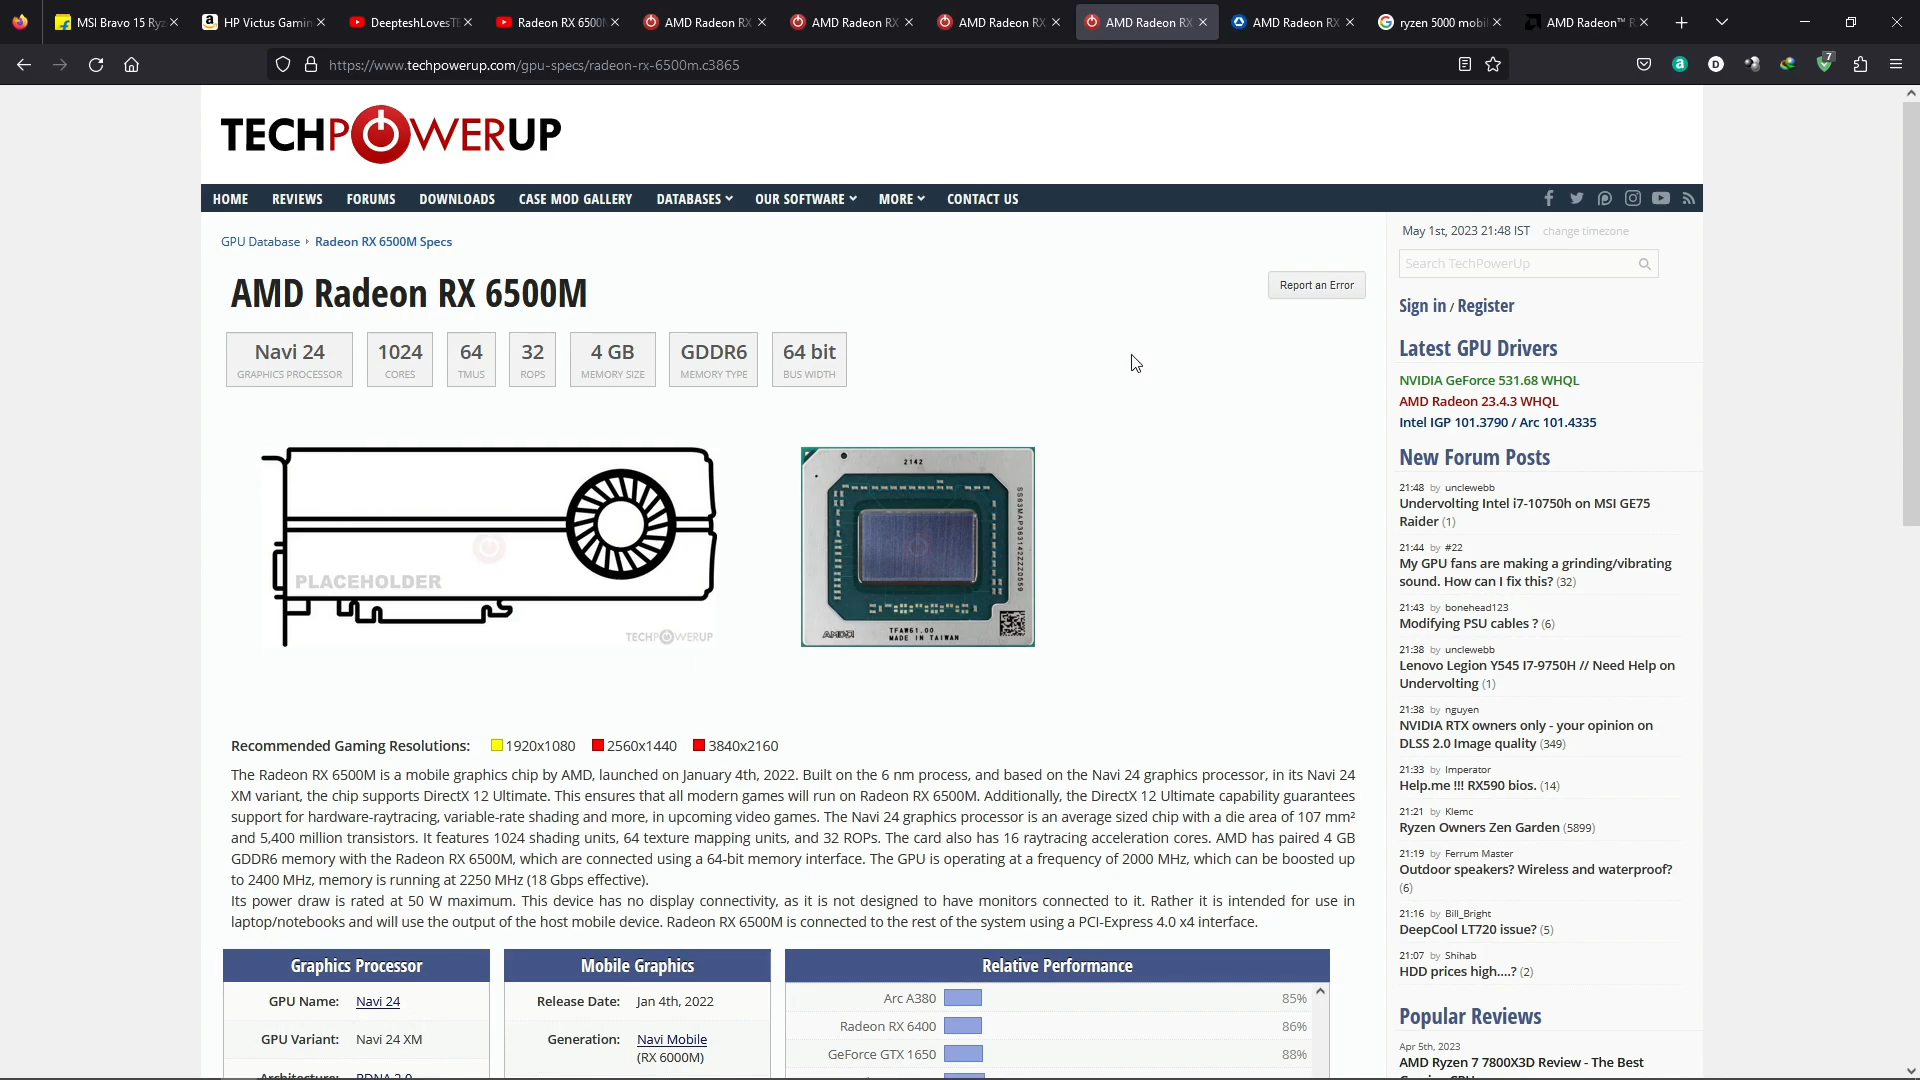 MSI Bravo 15 Ryz
HP Victus Gamin
DeepteshLovesTE
Radeon RX 6500M
AMD Radeon RX
AMD Radeon RX
AMD Radeon RX
AMD Radeon RX
AMD Radeon RX
ryzen 5000 mobil
AMD Radeon™ R
https://www.techpowerup.com/gpu-specs/radeon-rx-6500m.c3865
7
TECHPOWERUP
HOME REVIEWS FORUMS DOWNLOADS CASE MOD GALLERY DATABASES OUR SOFTWARE MORE CONTACT US
GPU Database › Radeon RX 6500M Specs
AMD Radeon RX 6500M
Report an Error
Navi 24 1024 64 32 4 GB GDDR6 64 bit
GRAPHICS PROCESSOR CORES TMUS ROPS MEMORY SIZE MEMORY TYPE BUS WIDTH
PLACEHOLDER
TECHPOWERUP
2142
AMD
TFAW61.00
MADE IN TAIWAN
Recommended Gaming Resolutions: 1920x1080 2560x1440 3840x2160
The Radeon RX 6500M is a mobile graphics chip by AMD, launched on January 4th, 2022. Built on the 6 nm process, and based on the Navi 24 graphics processor, in its Navi 24
XM variant, the chip supports DirectX 12 Ultimate. This ensures that all modern games will run on Radeon RX 6500M. Additionally, the DirectX 12 Ultimate capability guarantees
support for hardware-raytracing, variable-rate shading and more, in upcoming video games. The Navi 24 graphics processor is an average sized chip with a die area of 107 mm²
and 5,400 million transistors. It features 1024 shading units, 64 texture mapping units, and 32 ROPs. The card also has 16 raytracing acceleration cores. AMD has paired 4 GB
GDDR6 memory with the Radeon RX 6500M, which are connected using a 64-bit memory interface. The GPU is operating at a frequency of 2000 MHz, which can be boosted up
to 2400 MHz, memory is running at 2250 MHz (18 Gbps effective).
Its power draw is rated at 50 W maximum. This device has no display connectivity, as it is not designed to have monitors connected to it. Rather it is intended for use in
laptop/notebooks and will use the output of the host mobile device. Radeon RX 6500M is connected to the rest of the system using a PCI-Express 4.0 x4 interface.
Graphics Processor
GPU Name: Navi 24
GPU Variant: Navi 24 XM
Architecture: RDNA 2.0
Mobile Graphics
Release Date: Jan 4th, 2022
Generation: Navi Mobile
(RX 6000M)
Relative Performance
Arc A380 85%
Radeon RX 6400 86%
GeForce GTX 1650 88%
May 1st, 2023 21:48 IST change timezone
Search TechPowerUp
Sign in / Register
Latest GPU Drivers
NVIDIA GeForce 531.68 WHQL
AMD Radeon 23.4.3 WHQL
Intel IGP 101.3790 / Arc 101.4335
New Forum Posts
21:48 by unclewebb
Undervolting Intel i7-10750h on MSI GE75
Raider (1)
21:44 by #22
My GPU fans are making a grinding/vibrating
sound. How can I fix this? (32)
21:43 by bonehead123
Modifying PSU cables ? (6)
21:38 by unclewebb
Lenovo Legion Y545 I7-9750H // Need Help on
Undervolting (1)
21:38 by nguyen
NVIDIA RTX owners only - your opinion on
DLSS 2.0 Image quality (349)
21:33 by Imperator
Help.me !!! RX590 bios. (14)
21:21 by Klemc
Ryzen Owners Zen Garden (5899)
21:19 by Ferrum Master
Outdoor speakers? Wireless and waterproof?
(6)
21:16 by Bill_Bright
DeepCool LT720 issue? (5)
21:07 by Shihab
HDD prices high....? (2)
Popular Reviews
Apr 5th, 2023
AMD Ryzen 7 7800X3D Review - The Best